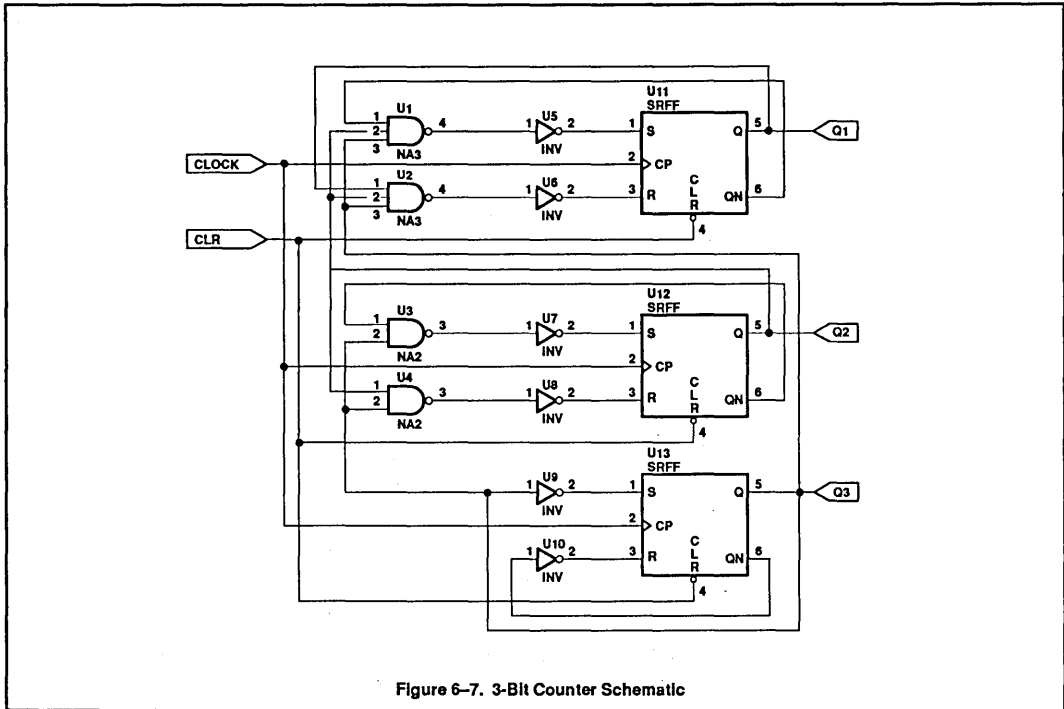 U11
SRFF
U1
1
2
3
4
NA3
1 U5 2
INV
1 S Q 5
Q1
CLOCK
2 CP
U2
1
2
3
4
NA3
1 U6 2
INV
3 R
C
L
R
QN 6
4
CLR
U12
SRFF
U3
1
2
3
NA2
1 U7 2
INV
1 S Q 5
Q2
2 CP
U4
1
2
3
NA2
1 U8 2
INV
3 R
C
L
R
QN 6
4
U13
SRFF
1 U9 2
INV
1 S Q 5
Q3
2 CP
1 U10 2
INV
3 R
C
L
R
QN 6
4
Figure 6–7. 3-Bit Counter Schematic